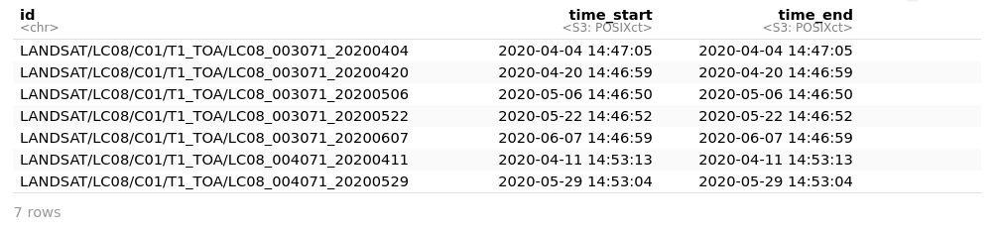 id time_start time_end
<chr> <S3: POSIXct> <S3: POSIXct>
LANDSAT/LC08/C01/T1_TOA/LC08_003071_20200404 2020-04-04 14:47:05 2020-04-04 14:47:05
LANDSAT/LC08/C01/T1_TOA/LC08_003071_20200420 2020-04-20 14:46:59 2020-04-20 14:46:59
LANDSAT/LC08/C01/T1_TOA/LC08_003071_20200506 2020-05-06 14:46:50 2020-05-06 14:46:50
LANDSAT/LC08/C01/T1_TOA/LC08_003071_20200522 2020-05-22 14:46:52 2020-05-22 14:46:52
LANDSAT/LC08/C01/T1_TOA/LC08_003071_20200607 2020-06-07 14:46:59 2020-06-07 14:46:59
LANDSAT/LC08/C01/T1_TOA/LC08_004071_20200411 2020-04-11 14:53:13 2020-04-11 14:53:13
LANDSAT/LC08/C01/T1_TOA/LC08_004071_20200529 2020-05-29 14:53:04 2020-05-29 14:53:04
7 rows